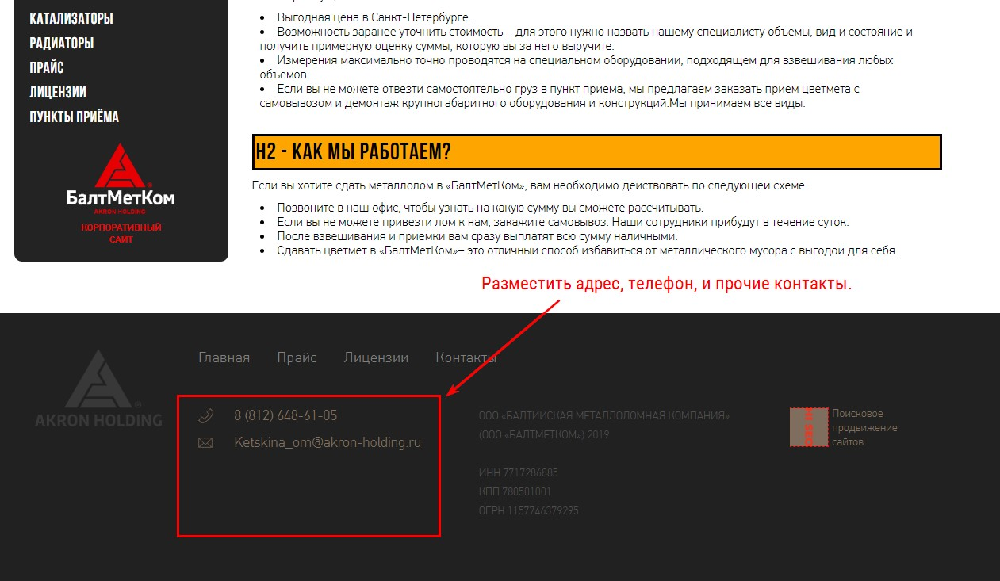 КАТАЛИЗАТОРЫ
РАДИАТОРЫ
ПРАЙС
ЛИЦЕНЗИИ
ПУНКТЫ ПРИЁМА
БалтМетКом
AKRON HOLDING
КОРПОРАТИВНЫЙ
САЙТ
• Выгодная цена в Санкт-Петербурге.
• Возможность заранее уточнить стоимость – для этого нужно назвать нашему специалисту объемы, вид и состояние и
получить примерную оценку суммы, которую вы за него выручите.
• Измерения максимально точно проводятся на специальном оборудовании, подходящем для взвешивания любых
объемов.
• Если вы не можете отвезти самостоятельно груз в пункт приема, мы предлагаем заказать прием цветмета с
самовывозом и демонтаж крупногабаритного оборудования и конструкций.Мы принимаем все виды.
H2 - КАК МЫ РАБОТАЕМ?
Если вы хотите сдать металлолом в «БалтМетКом», вам необходимо действовать по следующей схеме:
• Позвоните в наш офис, чтобы узнать на какую сумму вы сможете рассчитывать.
• Если вы не можете привезти лом к нам, закажите самовывоз. Наши сотрудники прибудут в течение суток.
• После взвешивания и приемки вам сразу выплатят всю сумму наличными.
• Сдавать цветмет в «БалтМетКом»– это отличный способ избавиться от металлического мусора с выгодой для себя.
Разместить адрес, телефон, и прочие контакты.
Главная Прайс Лицензии Контакты
AKRON HOLDING
8 (812) 648-61-05
Ketskina_om@akron-holding.ru
ООО «БАЛТИЙСКАЯ МЕТАЛЛОЛОМНАЯ КОМПАНИЯ»
(ООО «БАЛТМЕТКОМ») 2019
ИНН 7717286885
КПП 780501001
ОГРН 1157746379295
Поисковое
продвижение
сайтов